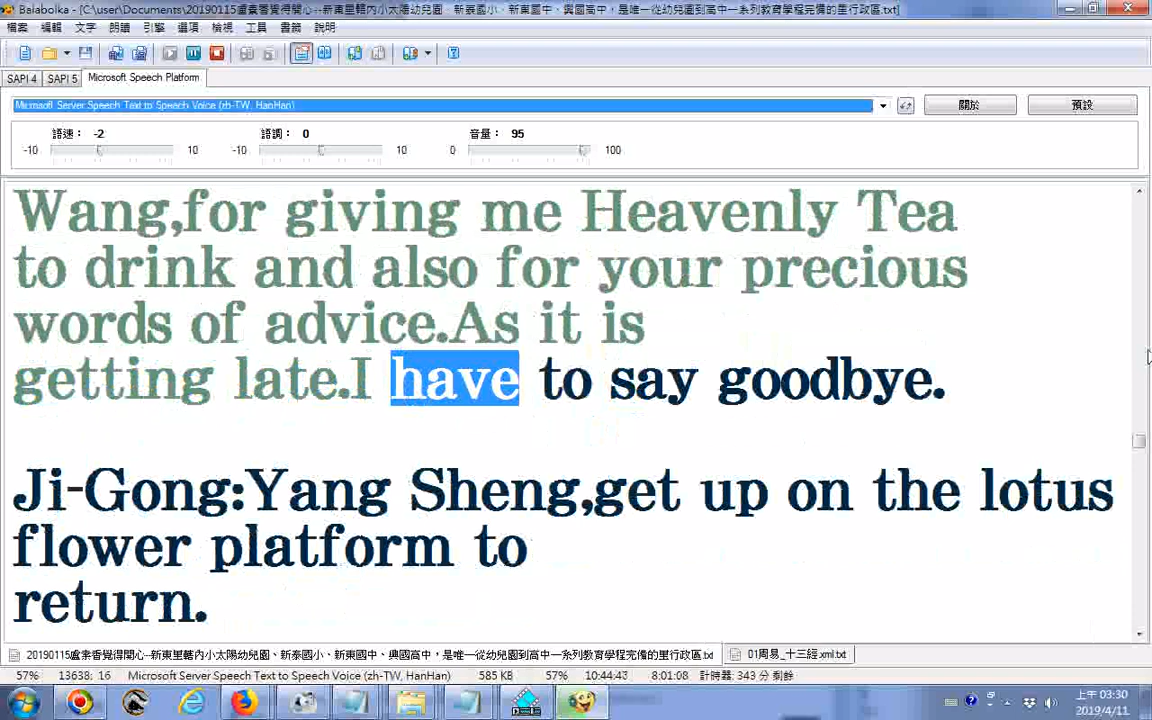 Balabolka - [C:\user\Documents\20190115盧素香覺得開心--新東里轄內小太陽幼兒園、新泰國小、新東國中、興國高中，是唯一從幼兒園到高中一系列教育學程完備的里行政區.txt]
檔案 編輯 文字 朗讀 引擎 選項 檢視 工具 書籤 說明
SAPI 4 SAPI 5 Microsoft Speech Platform
Microsoft Server Speech Text to Speech Voice (zh-TW, HanHan) 關於 預設
語速： -2 語調： 0 音量： 95
-10 10 -10 10 0 100
Wang,for giving me Heavenly Tea
to drink and also for your precious
words of advice.As it is
getting late.I have to say goodbye.
Ji-Gong:Yang Sheng,get up on the lotus
flower platform to
return.
20190115盧素香覺得開心--新東里轄內小太陽幼兒園、新泰國小、新東國中、興國高中，是唯一從幼兒園到高中一系列教育學程完備的里行政區.txt 01周易_十三經.xml.txt
57% 13638: 16 Microsoft Server Speech Text to Speech Voice (zh-TW, HanHan) 585 KB 57% 10:44:43 8:01:08 計時器: 343 分 剩餘
上午 03:30
2019/4/11